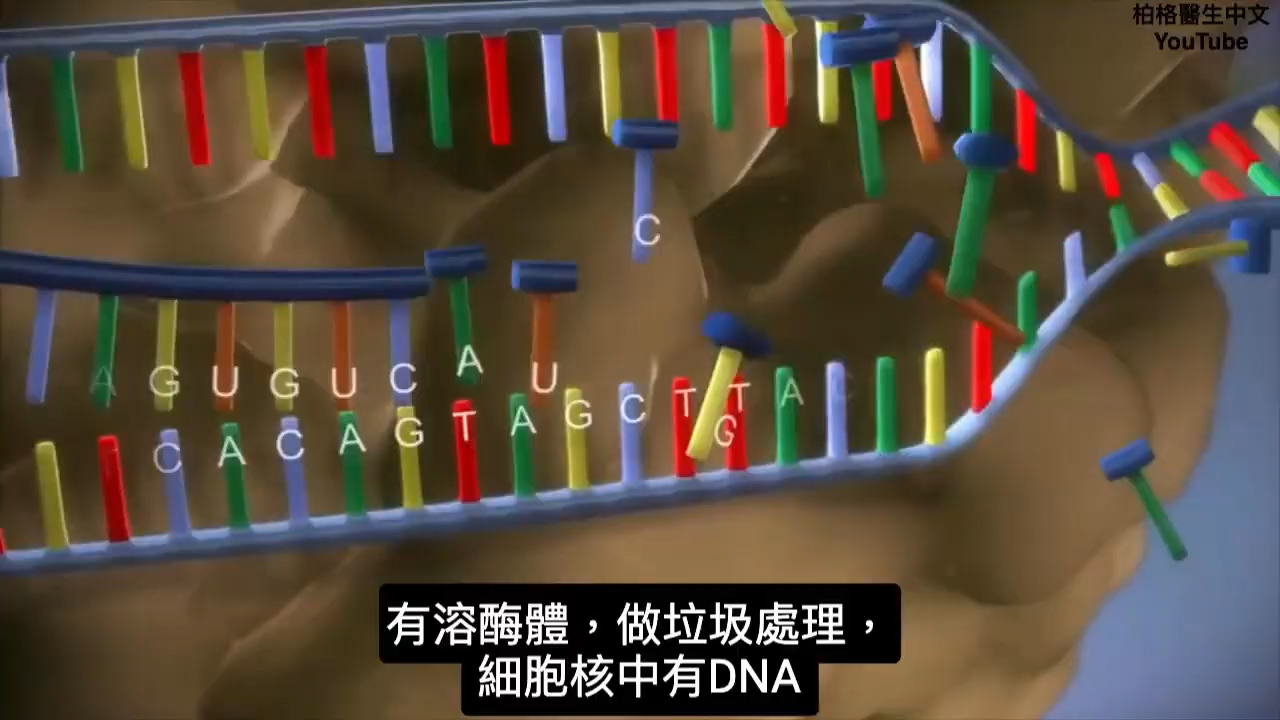 柏格醫生中文
YouTube
C
A
U
A G U G U C
C A C A G T A G C T T A C
G
有溶酶體，做垃圾處理，
細胞核中有DNA